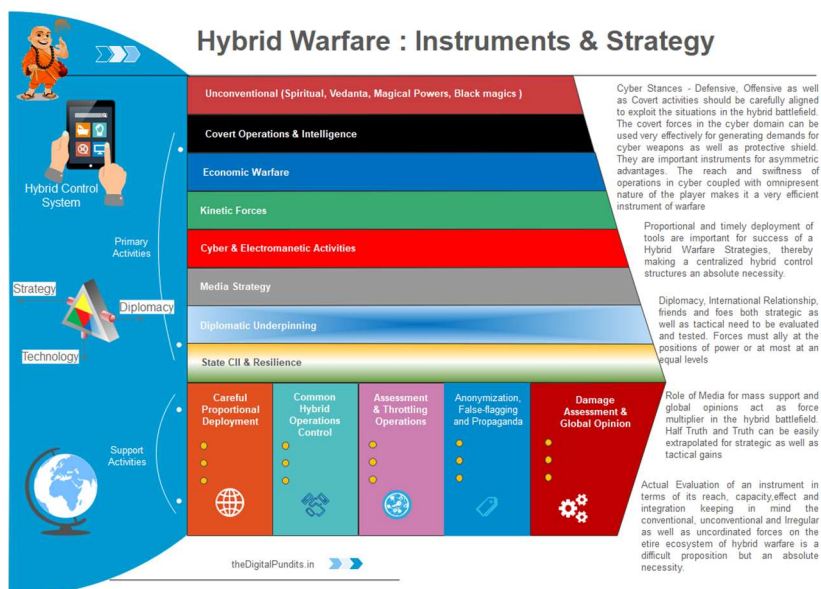 Hybrid Warfare : Instruments & Strategy
Hybrid Control
System
Primary
Activities
Strategy
Diplomacy
Technology
Support
Activities
Unconventional (Spiritual, Vedanta, Magical Powers, Black magics )
Covert Operations & Intelligence
Economic Warfare
Kinetic Forces
Cyber & Electromanetic Activities
Media Strategy
Diplomatic Underpinning
State CII & Resilience
Careful
Proportional
Deployment
Common
Hybrid
Operations
Control
Assessment
& Throttling
Operations
Anonymization,
False-flagging
and Propaganda
Damage
Assessment &
Global Opinion
Cyber Stances - Defensive, Offensive as well
as Covert activities should be carefully aligned
to exploit the situations in the hybrid battlefield.
The covert forces in the cyber domain can be
used very effectively for generating demands for
cyber weapons as well as protective shield.
They are important instruments for asymmetric
advantages. The reach and swiftness of
operations in cyber coupled with omnipresent
nature of the player makes it a very efficient
instrument of warfare
Proportional and timely deployment of
tools are important for success of a
Hybrid Warfare Strategies, thereby
making a centralized hybrid control
structures an absolute necessity.
Diplomacy, International Relationship,
friends and foes both strategic as
well as tactical need to be evaluated
and tested. Forces must ally at the
positions of power or at most at an
equal levels
Role of Media for mass support and
global opinions act as force
multiplier in the hybrid battlefield.
Half Truth and Truth can be easily
extrapolated for strategic as well as
tactical gains
Actual Evaluation of an instrument in
terms of its reach, capacity,effect and
integration keeping in mind the
conventional, unconventional and Irregular
as well as uncordinated forces on the
etire ecosystem of hybrid warfare is a
difficult proposition but an absolute
necessity.
theDigitalPundits.in